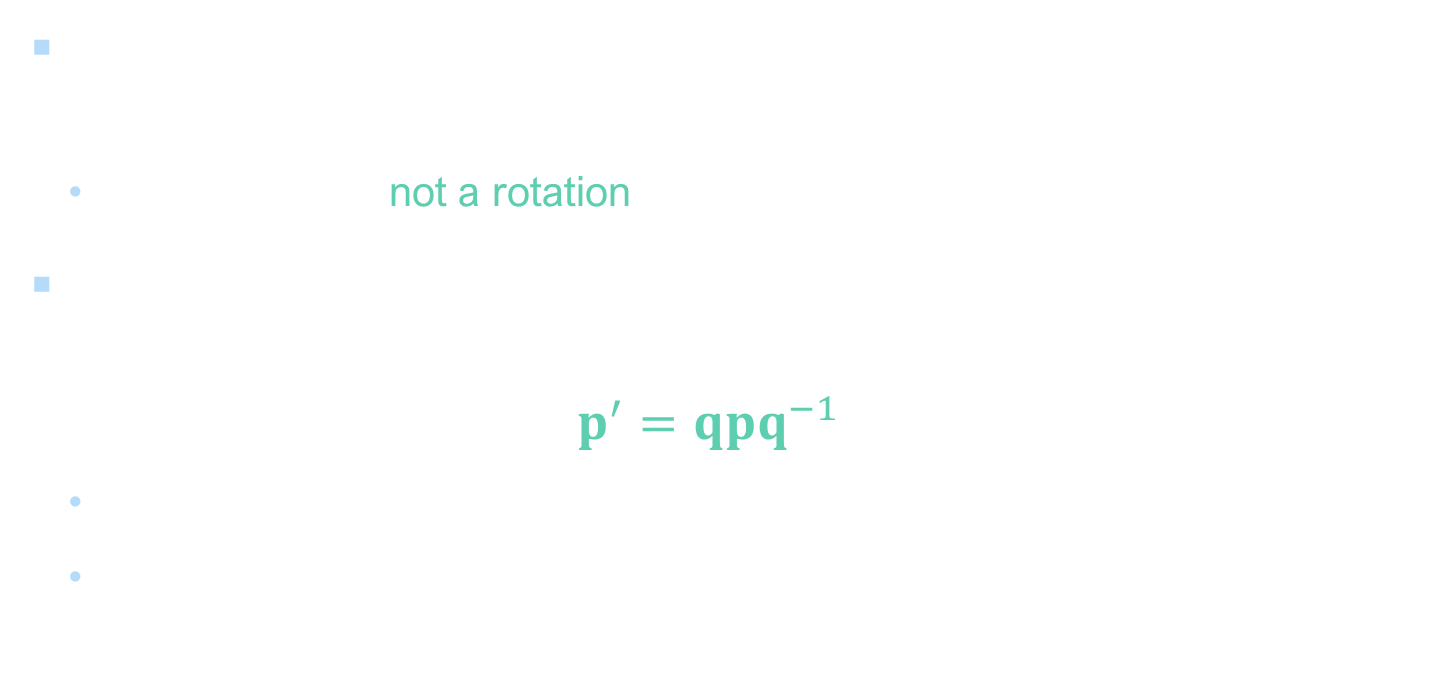 not a rotation
𝐩′ = 𝐪𝐩𝐪⁻¹